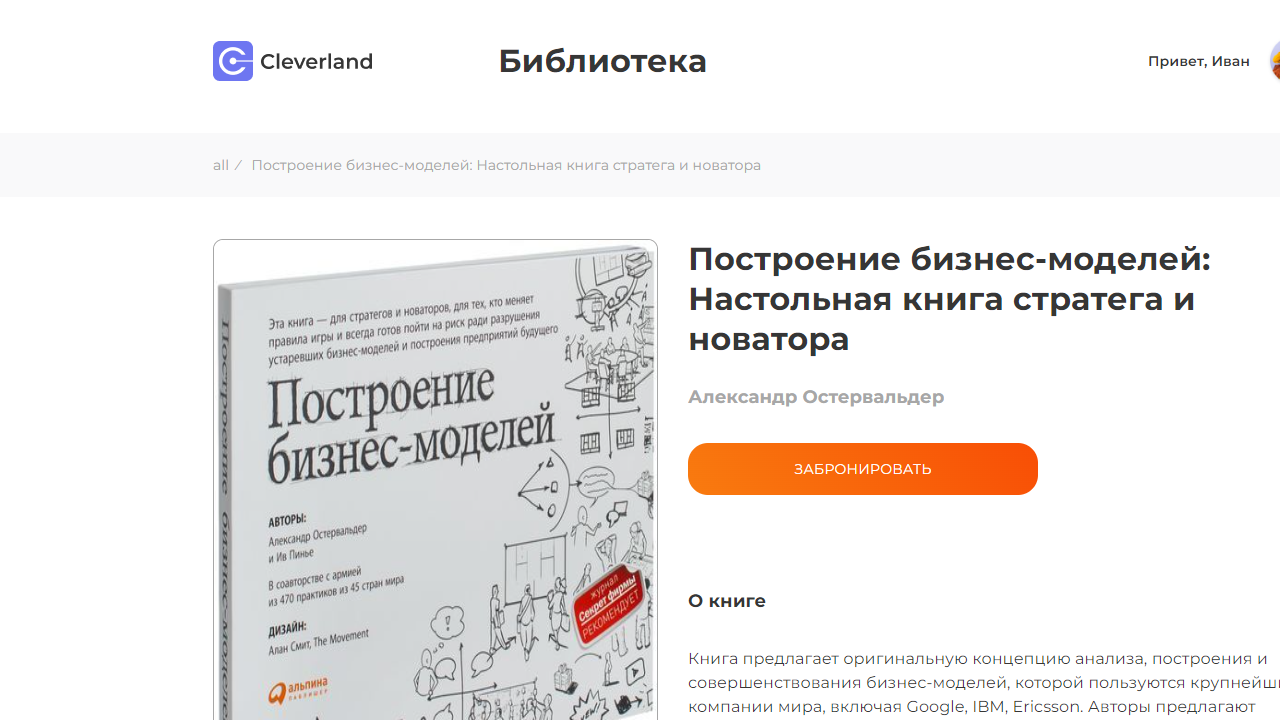 Cleverland
Библиотека
Привет, Иван
all / Построение бизнес-моделей: Настольная книга стратега и новатора
Эта книга — для стратегов и новаторов, для тех, кто меняет
правила игры и всегда готов пойти на риск ради разрушения
устаревших бизнес-моделей и построения предприятий будущего
Построение
бизнес-моделей
Построение бизнес-моделей
АВТОРЫ:
Александр Остервальдер
и Ив Пинье
В соавторстве с армией
из 470 практиков из 45 стран мира
ДИЗАЙН:
Алан Смит, The Movement
журнал
Секрет фирмы
РЕКОМЕНДУЕТ
альпина
ПАБЛИШЕР
NEW!
Построение бизнес-моделей:
Настольная книга стратега и
новатора
Александр Остервальдер
ЗАБРОНИРОВАТЬ
О книге
Книга предлагает оригинальную концепцию анализа, построения и
совершенствования бизнес-моделей, которой пользуются крупнейш
компании мира, включая Google, IBM, Ericsson. Авторы предлагают